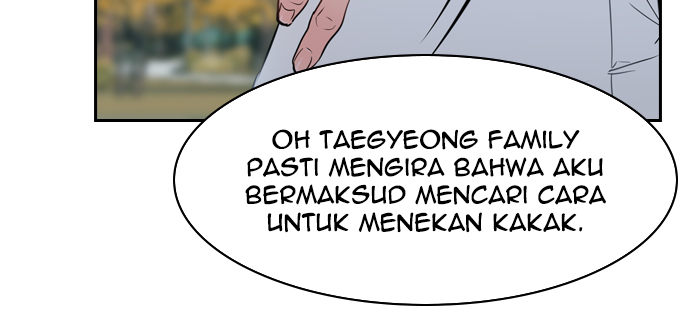 OH TAEGYEONG FAMILY
PASTI MENGIRA BAHWA AKU
BERMAKSUD MENCARI CARA
UNTUK MENEKAN KAKAK.